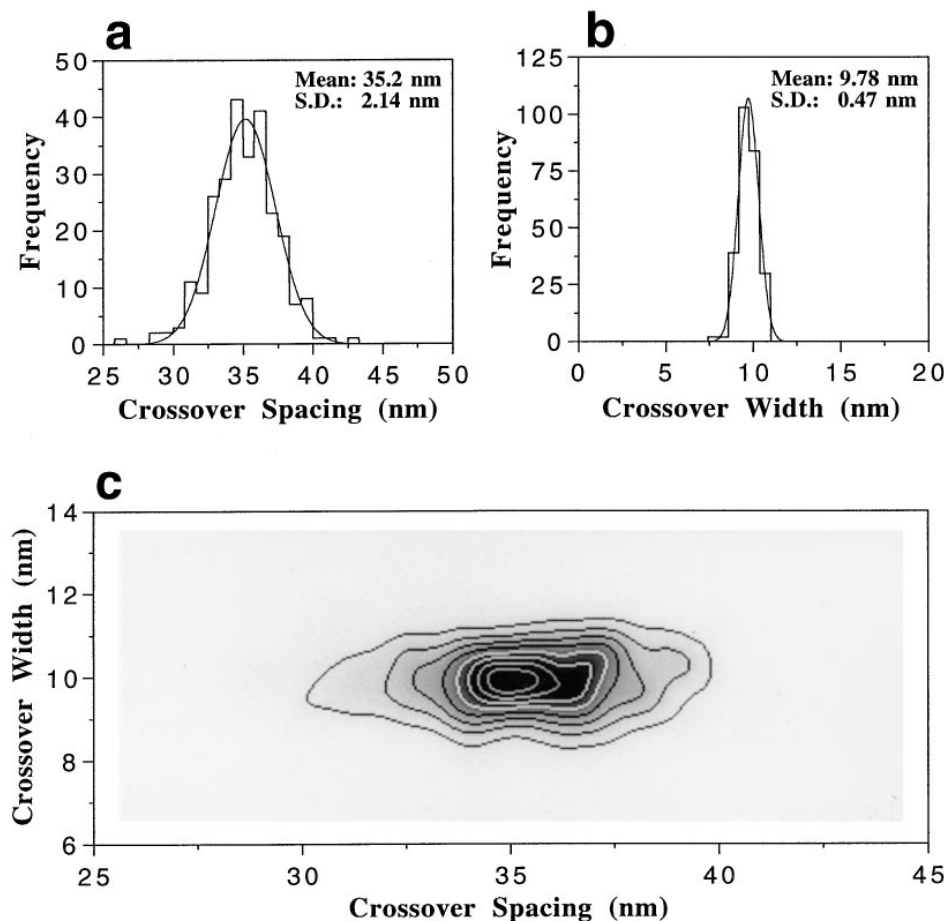 a
Mean: 35.2 nm
S.D.: 2.14 nm
50
40
30
20
10
0
Frequency
25 30 35 40 45 50
Crossover Spacing (nm)
b
Mean: 9.78 nm
S.D.: 0.47 nm
125
100
75
50
25
0
Frequency
0 5 10 15 20
Crossover Width (nm)
c
14
12
10
8
6
Crossover Width (nm)
25 30 35 40 45
Crossover Spacing (nm)